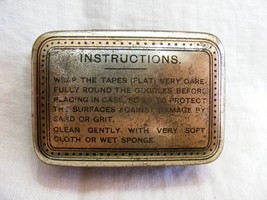 INSTRUCTIONS.
WRAP THE TAPES (FLAT) VERY CARE-
FULLY ROUND THE GOGGLES BEFORE
PLACING IN CASE, SO AS TO PROTECT
THE SURFACES AGAINST DAMAGE BY
SAND OR GRIT.
CLEAN GENTLY WITH VERY SOFT
CLOTH OR WET SPONGE.